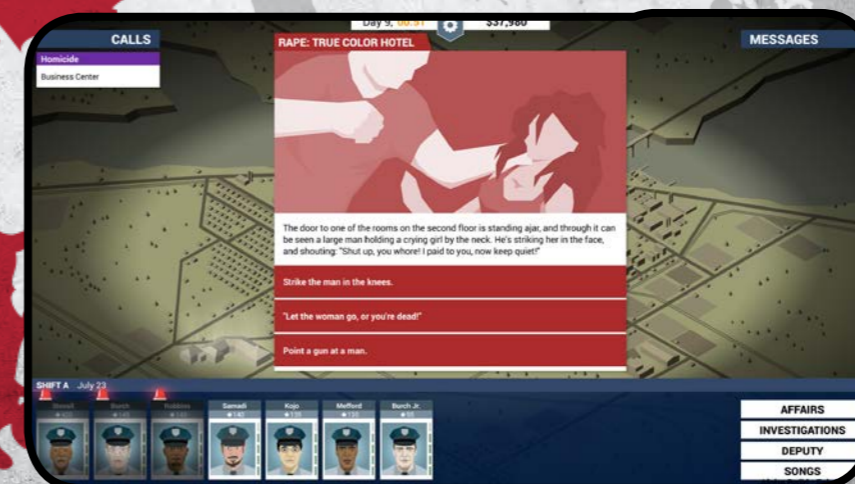 Day 9, 00:51
$37,980
CALLS
Homicide
Business Center
RAPE: TRUE COLOR HOTEL
MESSAGES
The door to one of the rooms on the second floor is standing ajar, and through it can
be seen a large man holding a crying girl by the neck. He's striking her in the face,
and shouting: "Shut up, you whore! I paid to you, now keep quiet!"
Strike the man in the knees.
"Let the woman go, or you're dead!"
Point a gun at a man.
SHIFT A July 23
Samadi
Kojo
Mefford
Burch Jr.
★140
AFFAIRS
INVESTIGATIONS
DEPUTY
SONGS